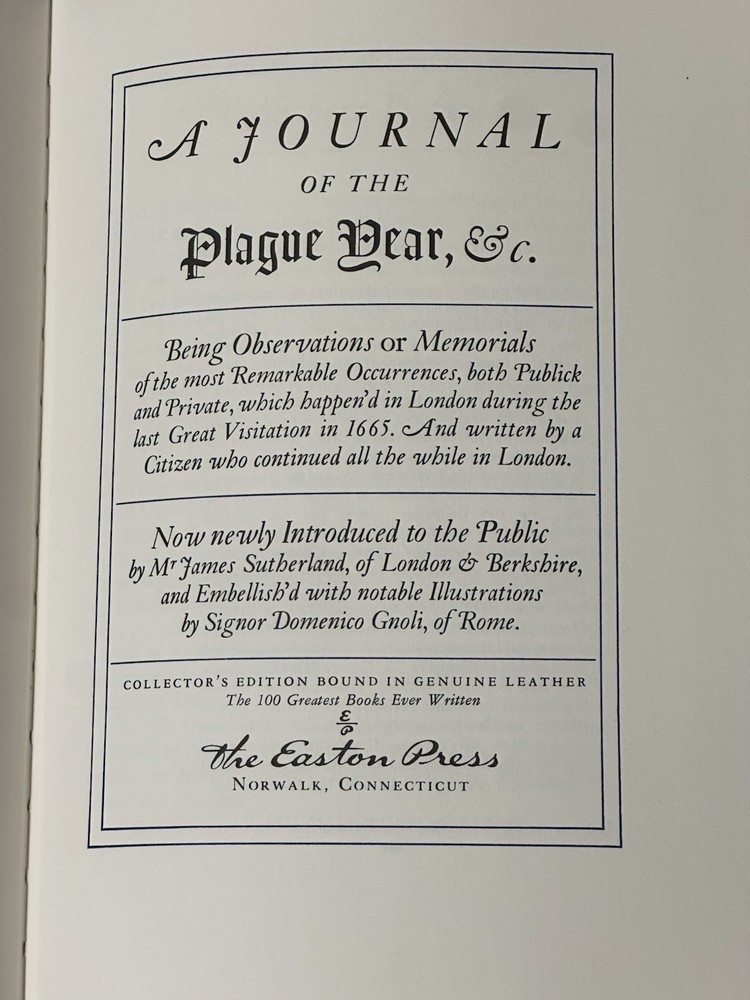 A JOURNAL
OF THE
Plague Year, &c.
Being Observations or Memorials
of the most Remarkable Occurrences, both Publick
and Private, which happen'd in London during the
last Great Visitation in 1665. And written by a
Citizen who continued all the while in London.
Now newly Introduced to the Public
by Mr James Sutherland, of London & Berkshire,
and Embellish'd with notable Illustrations
by Signor Domenico Gnoli, of Rome.
COLLECTOR'S EDITION BOUND IN GENUINE LEATHER
The 100 Greatest Books Ever Written
E
P
The Easton Press
NORWALK, CONNECTICUT